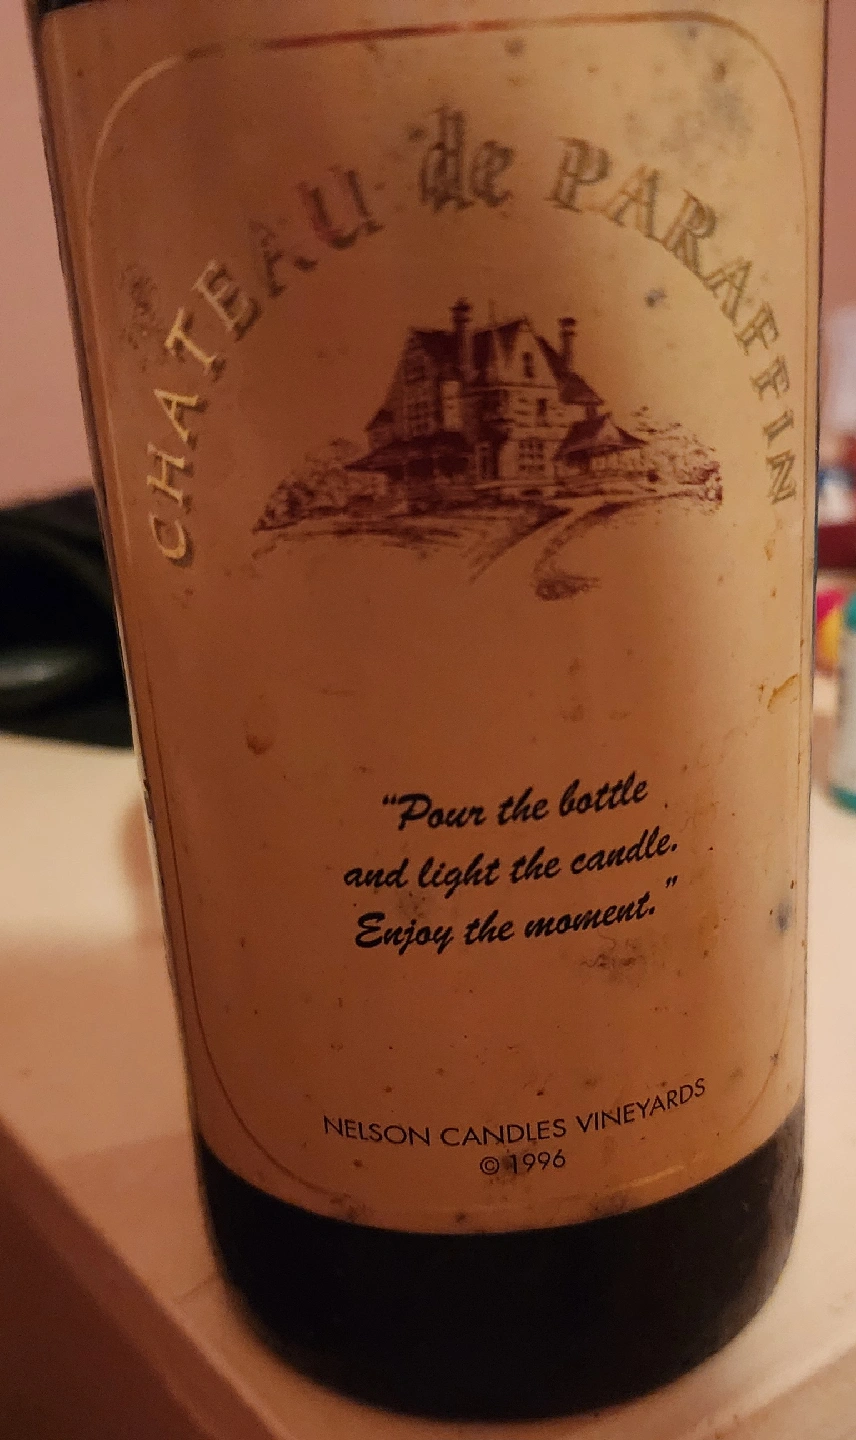 CHATEAU de PARAFFIN
"Pour the bottle
and light the candle.
Enjoy the moment."
NELSON CANDLES VINEYARDS
© 1996